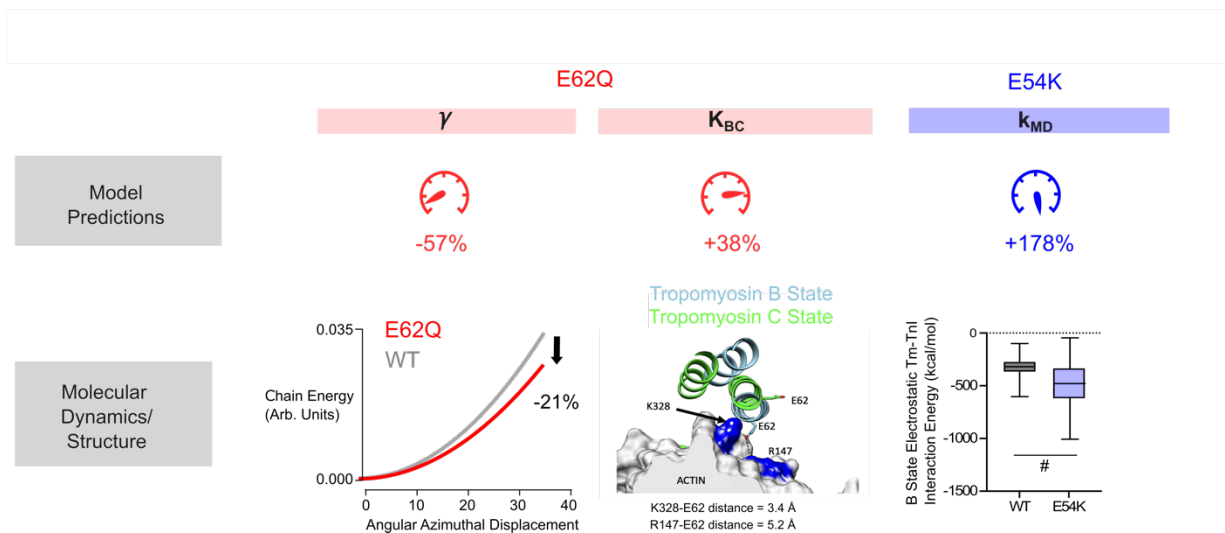 E62Q
E54K
γ
K_BC
k_MD
Model
Predictions
-57%
+38%
+178%
Molecular
Dynamics/
Structure
Chain Energy
(Arb. Units)
0.035
0.000
E62Q
WT
-21%
0
10
20
30
40
Angular Azimuthal Displacement
Tropomyosin B State
Tropomyosin C State
K328
E62
E62
R147
ACTIN
K328-E62 distance = 3.4 Å
R147-E62 distance = 5.2 Å
B State Electrostatic Tm-TnI
Interaction Energy (kcal/mol)
0
-500
-1000
-1500
#
WT
E54K